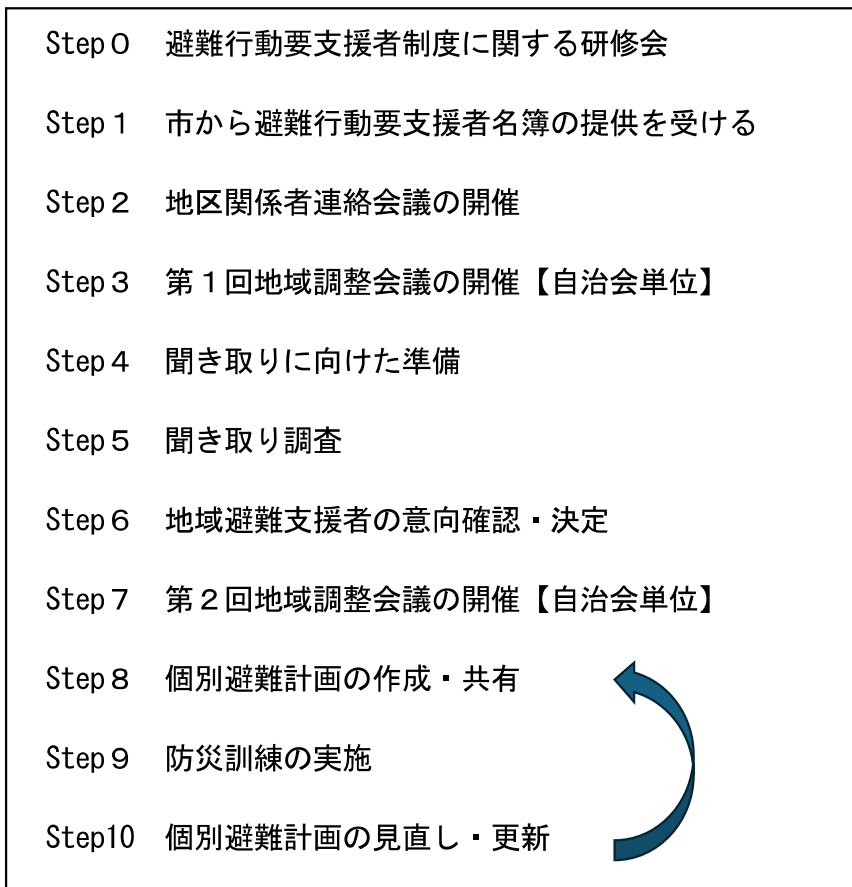 Step０　避難行動要支援者制度に関する研修会
Step１　市から避難行動要支援者名簿の提供を受ける
Step２　地区関係者連絡会議の開催
Step３　第１回地域調整会議の開催【自治会単位】
Step４　聞き取りに向けた準備
Step５　聞き取り調査
Step６　地域避難支援者の意向確認・決定
Step７　第２回地域調整会議の開催【自治会単位】
Step８　個別避難計画の作成・共有
Step９　防災訓練の実施
Step10　個別避難計画の見直し・更新